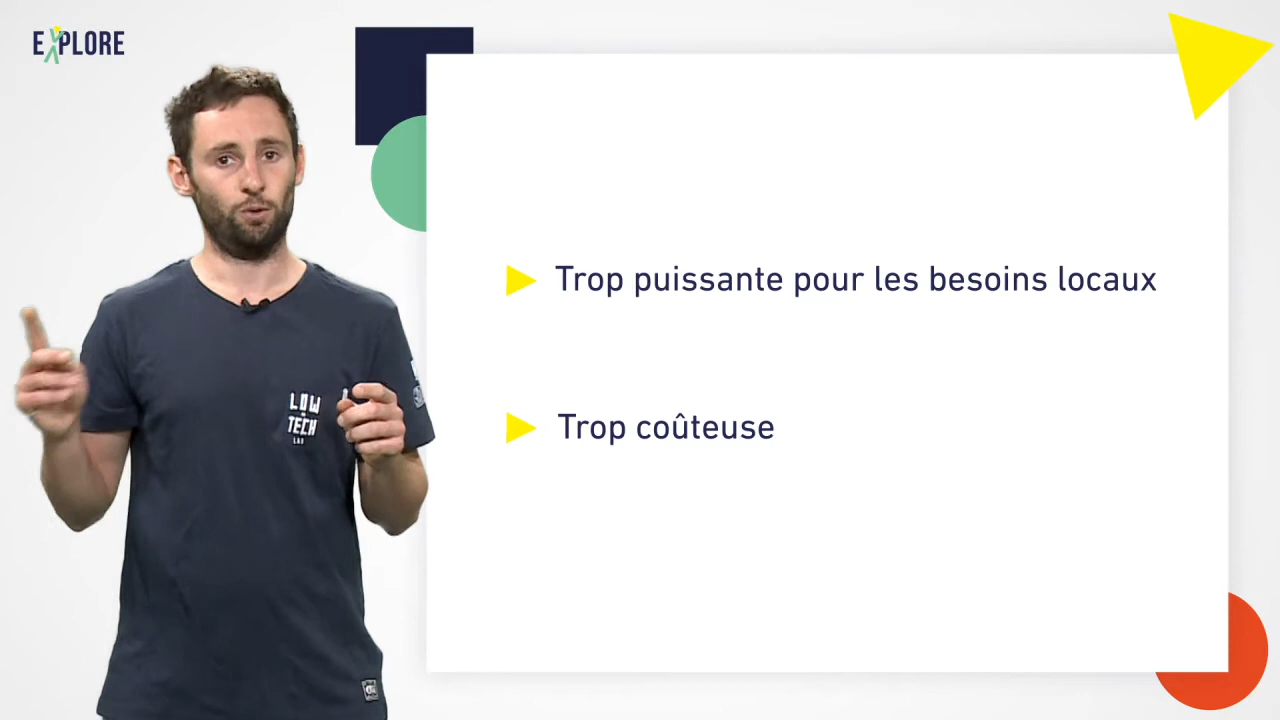 EXPLORE
Trop puissante pour les besoins locaux
Trop coûteuse
LOW
TECH
LAB